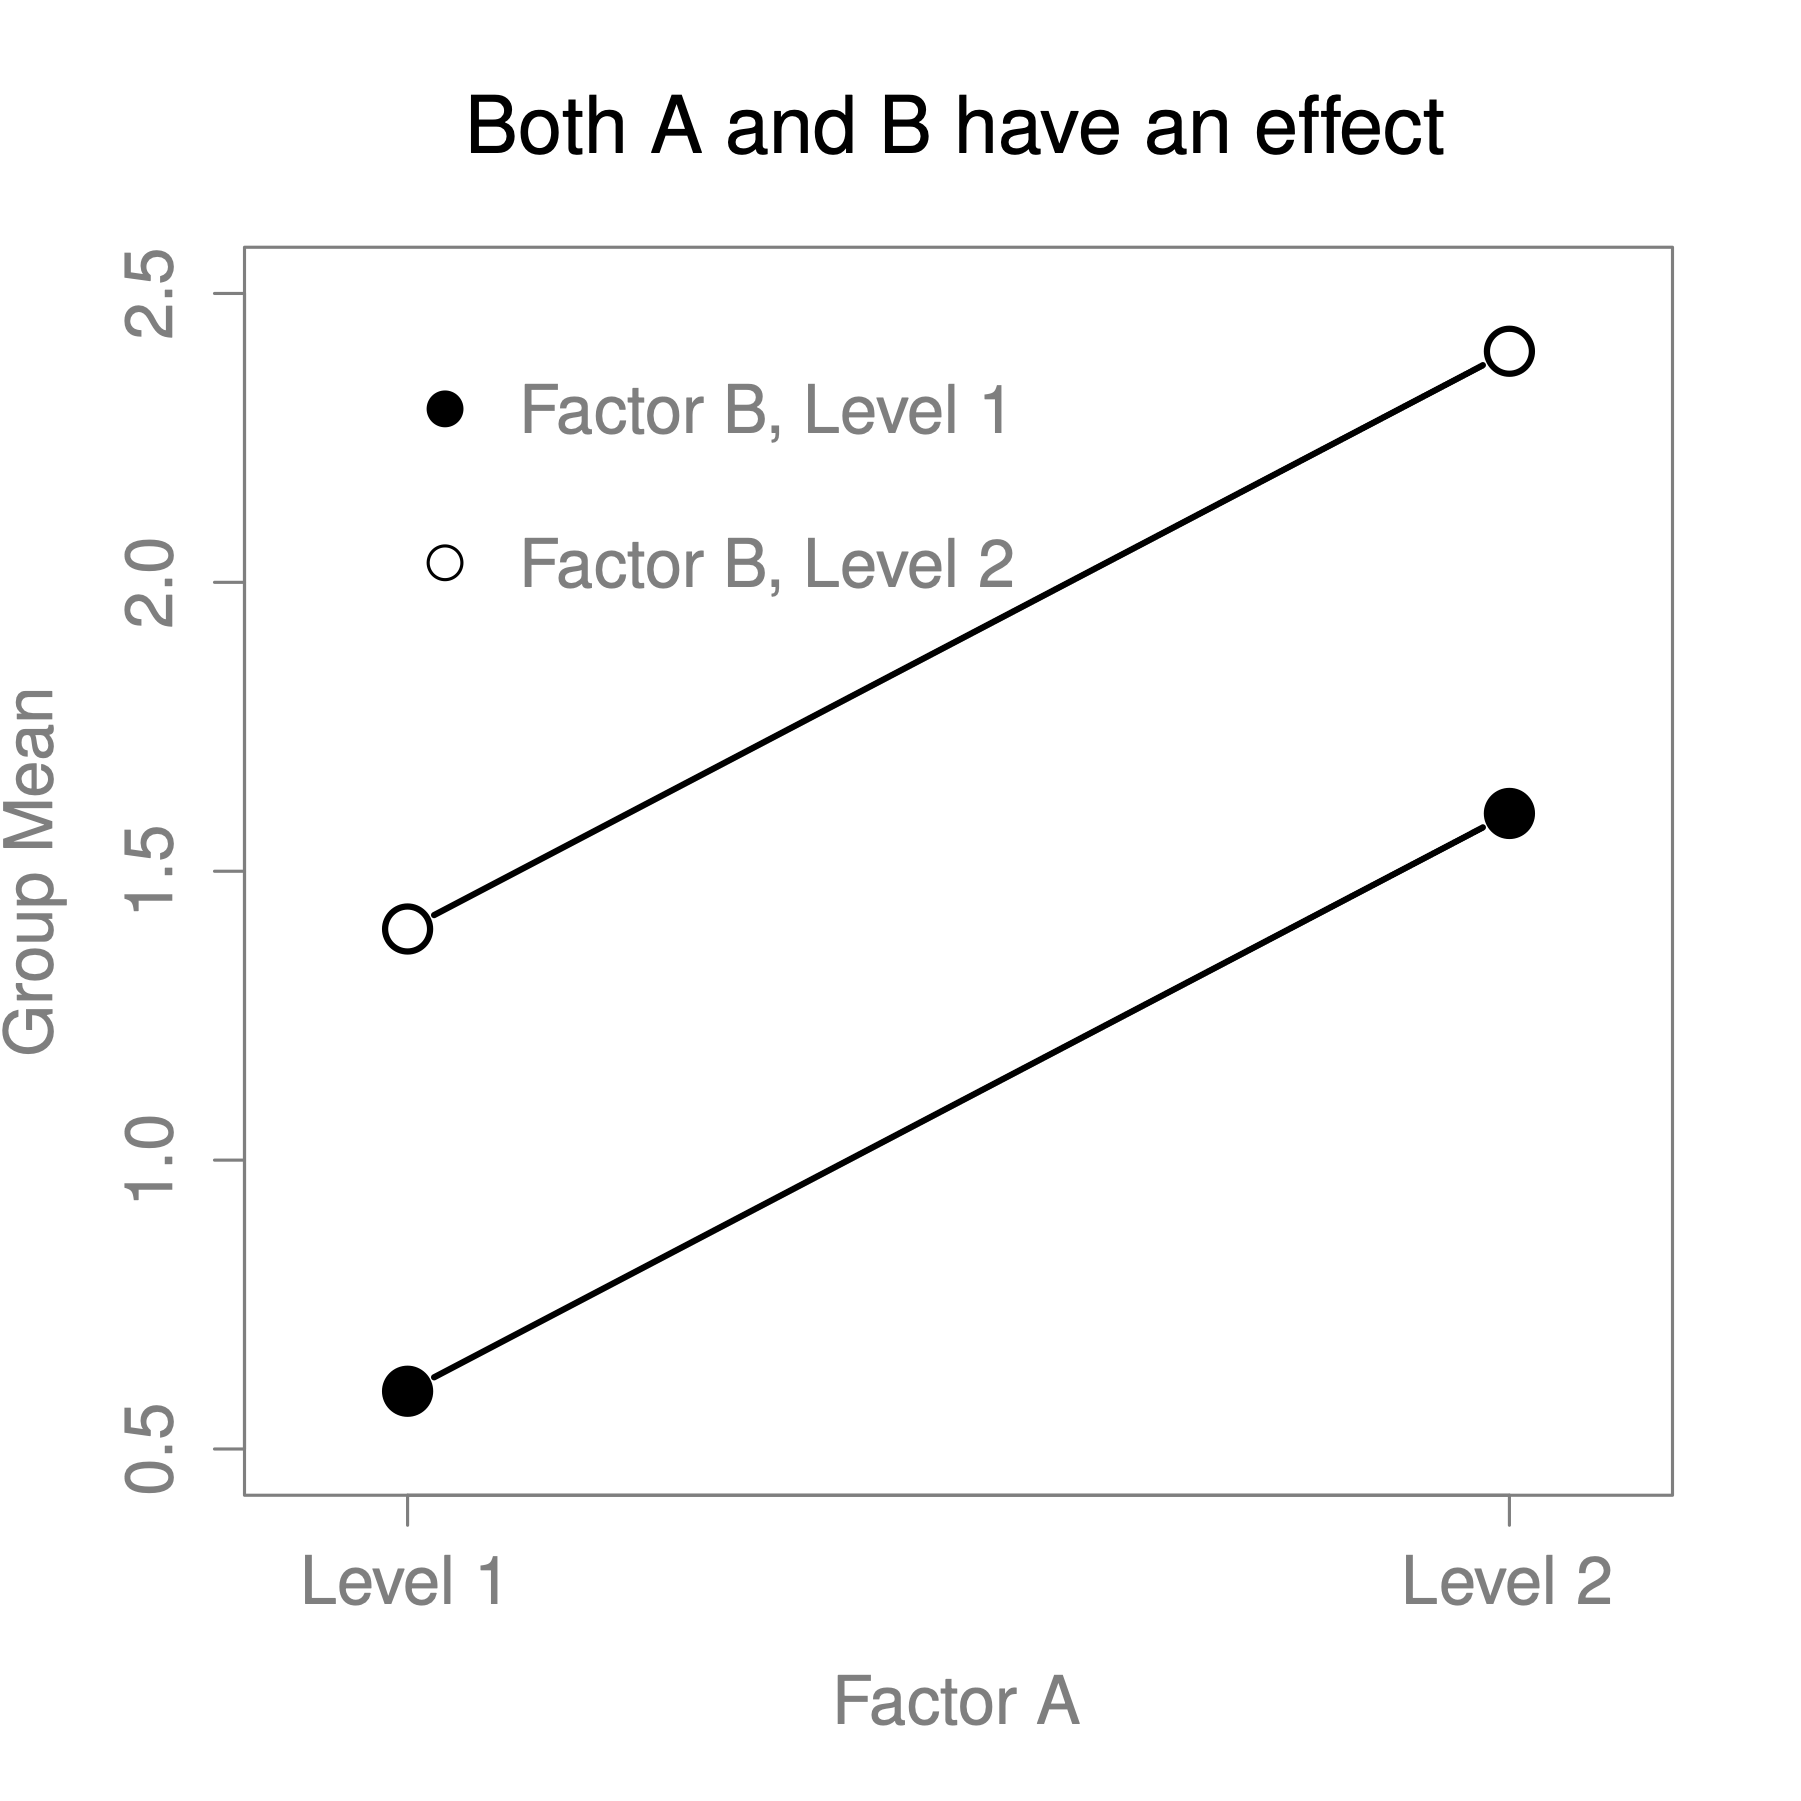 Both A and B have an effect
2.5
2.0
1.5
1.0
0.5
Group Mean
Factor B, Level 1
Factor B, Level 2
Level 1
Level 2
Factor A